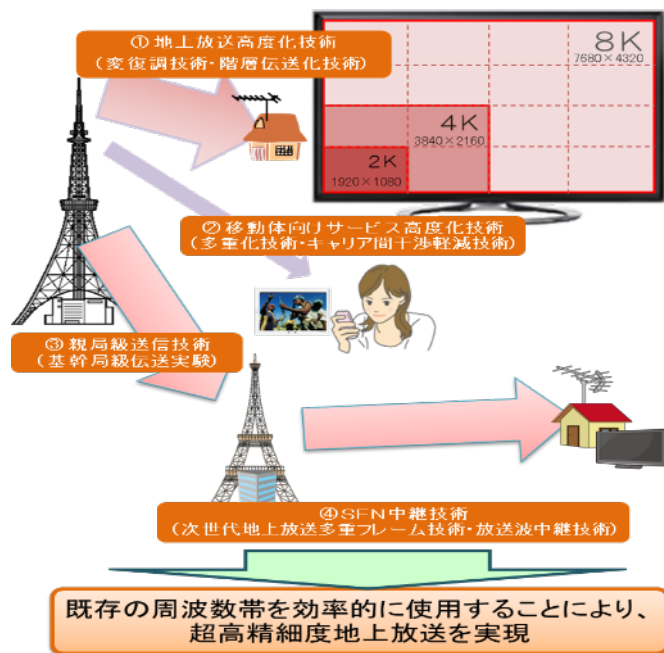 ①地上放送高度化技術
(変復調技術・階層伝送化技術)
8K
7680×4320
4K
3840×2160
2K
1920×1080
②移動体向けサービス高度化技術
(多重化技術・キャリア間干渉軽減技術)
③親局級送信技術
(基幹局級伝送実験)
④SFN中継技術
(次世代地上放送多重フレーム技術・放送波中継技術)
既存の周波数帯を効率的に使用することにより、
超高精細度地上放送を実現